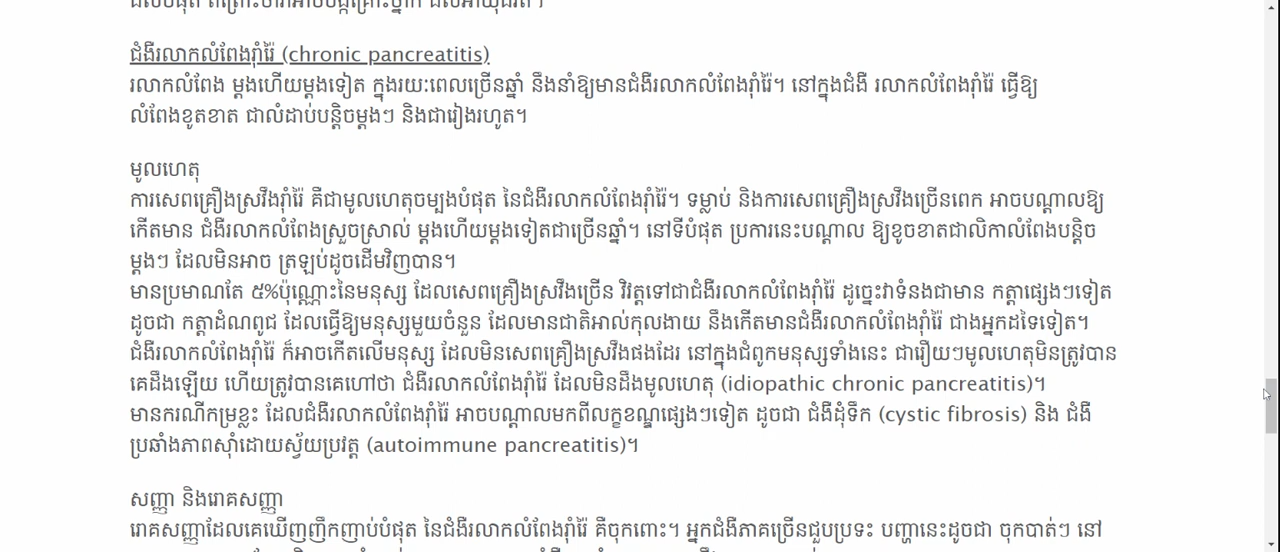 ជំងឺរលាកលំពែងរ៉ាំរ៉ៃ (chronic pancreatitis)
រលាកលំពែង ម្តងហើយម្តងទៀត ក្នុងរយៈពេលច្រើនឆ្នាំ នឹងនាំឱ្យមានជំងឺរលាកលំពែងរ៉ាំរ៉ៃ។ នៅក្នុងជំងឺ រលាកលំពែងរ៉ាំរ៉ៃ ធ្វើឱ្យ
លំពែងខូតខាត ជាលំដាប់បន្តិចម្តងៗ និងជារៀងរហូត។
មូលហេតុ
ការសេពគ្រឿងស្រវឹងរ៉ាំរ៉ៃ គឺជាមូលហេតុចម្បងបំផុត នៃជំងឺរលាកលំពែងរ៉ាំរ៉ៃ។ ទម្លាប់ និងការសេពគ្រឿងស្រវឹងច្រើនពេក អាចបណ្តាលឱ្យ
កើតមាន ជំងឺរលាកលំពែងស្រួចស្រាល់ ម្តងហើយម្តងទៀតជាច្រើនឆ្នាំ។ នៅទីបំផុត ប្រការនេះបណ្តាល ឱ្យខូចខាតជាលិកាលំពែងបន្តិច
ម្តងៗ ដែលមិនអាច ត្រឡប់ដូចដើមវិញបាន។
មានប្រមាណតែ ៥%ប៉ុណ្ណោះនៃមនុស្ស ដែលសេពគ្រឿងស្រវឹងច្រើន វិវត្តទៅជាជំងឺរលាកលំពែងរ៉ាំរ៉ៃ ដូច្នេះវាទំនងជាមាន កត្តាផ្សេងៗទៀត
ដូចជា កត្តាដំណពូជ ដែលធ្វើឱ្យមនុស្សមួយចំនួន ដែលមានជាតិអាល់កុលងាយ នឹងកើតមានជំងឺរលាកលំពែងរ៉ាំរ៉ៃ ជាងអ្នកដទៃទៀត។
ជំងឺរលាកលំពែងរ៉ាំរ៉ៃ ក៏អាចកើតលើមនុស្ស ដែលមិនសេពគ្រឿងស្រវឹងផងដែរ នៅក្នុងជំពូកមនុស្សទាំងនេះ ជារឿយៗមូលហេតុមិនត្រូវបាន
គេដឹងឡើយ ហើយត្រូវបានគេហៅថា ជំងឺរលាកលំពែងរ៉ាំរ៉ៃ ដែលមិនដឹងមូលហេតុ (idiopathic chronic pancreatitis)។
មានករណីកម្រខ្លះ ដែលជំងឺរលាកលំពែងរ៉ាំរ៉ៃ អាចបណ្តាលមកពីលក្ខខណ្ឌផ្សេងៗទៀត ដូចជា ជំងឺដុំទឹក (cystic fibrosis) និង ជំងឺ
ប្រឆាំងភាពស៊ាំដោយស្វ័យប្រវត្ត (autoimmune pancreatitis)។
សញ្ញា និងរោគសញ្ញា
រោគសញ្ញាដែលគេឃើញញឹកញាប់បំផុត នៃជំងឺរលាកលំពែងរ៉ាំរ៉ៃ គឺចុកពោះ។ អ្នកជំងឺភាគច្រើនជួបប្រទះ បញ្ហានេះដូចជា ចុកបាត់ៗ នៅ